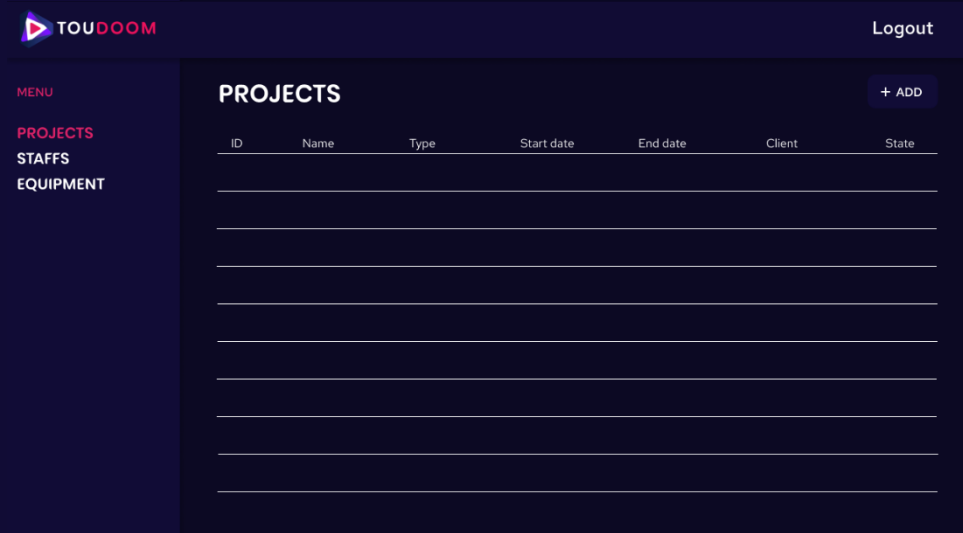 TOUDOOM
Logout
MENU
PROJECTS
STAFFS
EQUIPMENT
PROJECTS
+ ADD
ID Name Type Start date End date Client State